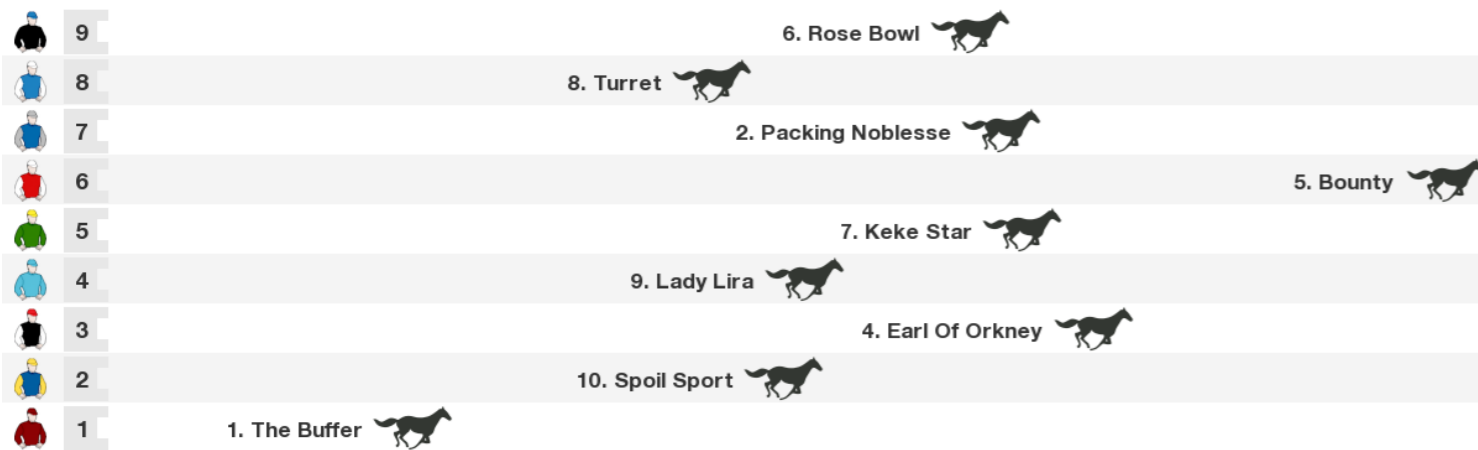 9 6. Rose Bowl
8 8. Turret
7 2. Packing Noblesse
6 5. Bounty
5 7. Keke Star
4 9. Lady Lira
3 4. Earl Of Orkney
2 10. Spoil Sport
1 1. The Buffer